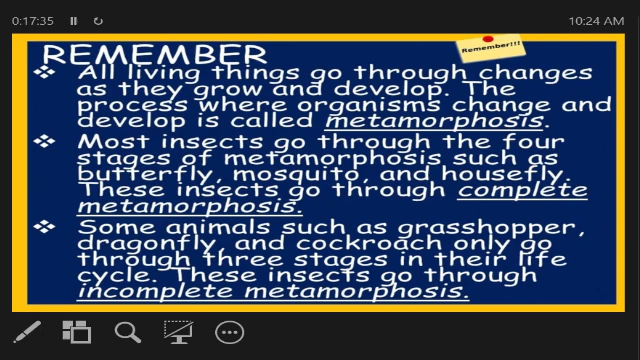 0:17:35
10:24 AM
REMEMBER
Remember!!!
All living things go through changes
as they grow and develop. The
process where organisms change and
develop is called metamorphosis.
Most insects go through the four
stages of metamorphosis such as
butterfly, mosquito, and housefly.
These insects go through complete
metamorphosis.
Some animals such as grasshopper,
dragonfly, and cockroach only go
through three stages in their life
cycle. These insects go through
incomplete metamorphosis.